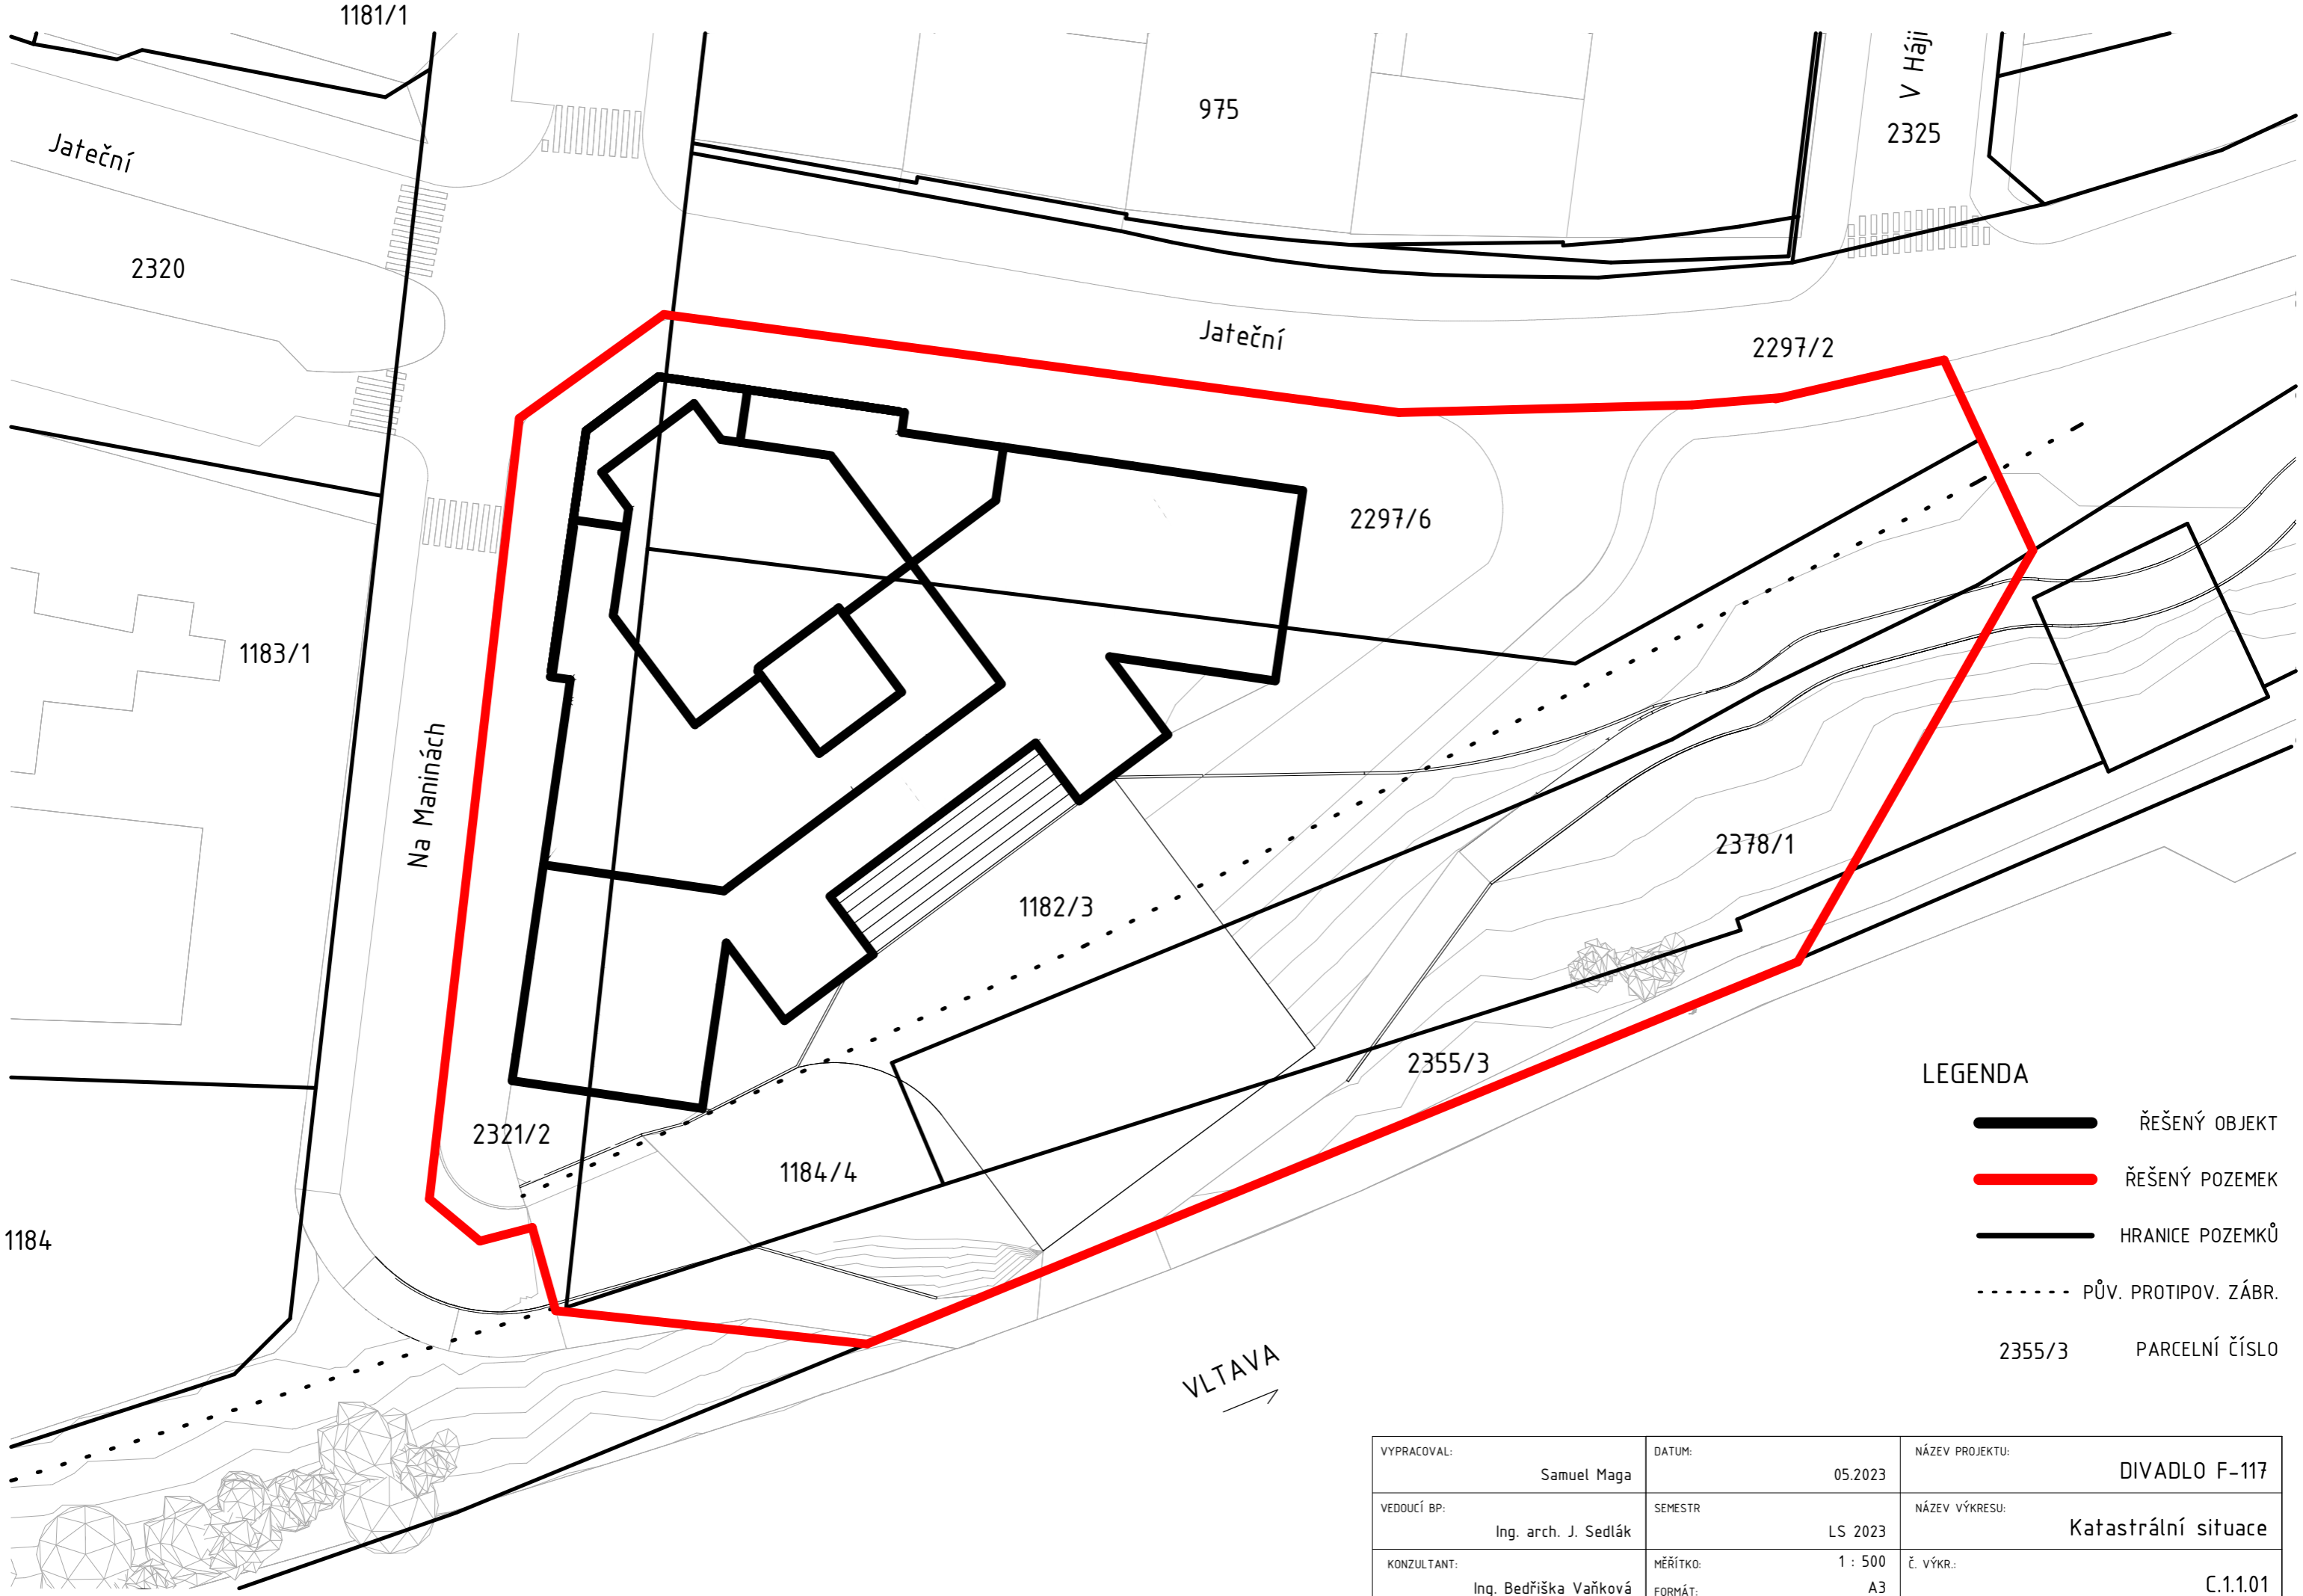 1181/1
V Háji
975
2325
Jateční
2320
Jateční
2297/2
2297/6
1183/1
Na Maninách
2378/1
1182/3
2355/3
2321/2
1184/4
1184
VLTAVA
LEGENDA
ŘEŠENÝ OBJEKT
ŘEŠENÝ POZEMEK
HRANICE POZEMKŮ
PŮV. PROTIPOV. ZÁBR.
2355/3 PARCELNÍ ČÍSLO
VYPRACOVAL: Samuel Maga
DATUM: 05.2023
NÁZEV PROJEKTU: DIVADLO F-117
VEDOUCÍ BP: Ing. arch. J. Sedlák
SEMESTR LS 2023
NÁZEV VÝKRESU: Katastrální situace
KONZULTANT: Ing. Bedřiška Vaňková
MĚŘÍTKO: 1 : 500
FORMÁT: A3
Č. VÝKR.: C.1.1.01